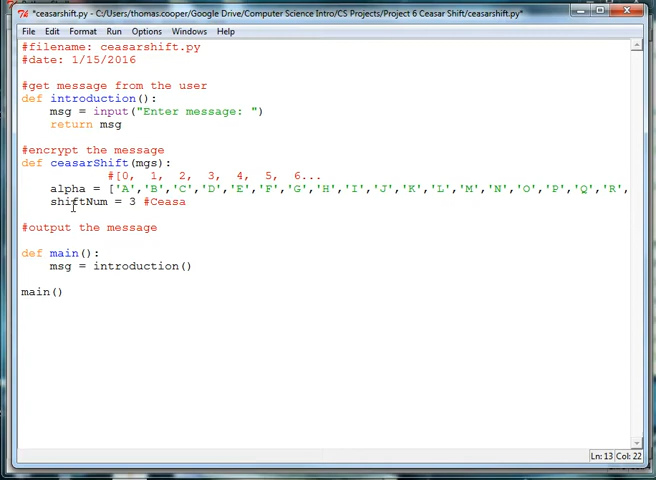 *ceasarshift.py - C:/Users/thomas.cooper/Google Drive/Computer Science Intro/CS Projects/Project 6 Ceasar Shift/ceasarshift.py*
File Edit Format Run Options Windows Help
#filename: ceasarshift.py
#date: 1/15/2016
#get message from the user
def introduction():
    msg = input("Enter message: ")
    return msg
#encrypt the message
def ceasarShift(mgs):
            #[0,  1,  2,  3,  4,  5,  6...
    alpha = ['A','B','C','D','E','F','G','H','I','J','K','L','M','N','O','P','Q','R',
    shiftNum = 3 #Ceasa
#output the message
def main():
    msg = introduction()
main()
Ln: 13 Col: 22